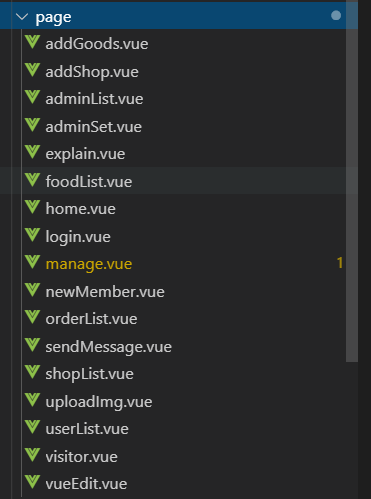 page
addGoods.vue
addShop.vue
adminList.vue
adminSet.vue
explain.vue
foodList.vue
home.vue
login.vue
manage.vue 1
newMember.vue
orderList.vue
sendMessage.vue
shopList.vue
uploadImg.vue
userList.vue
visitor.vue
vueEdit.vue